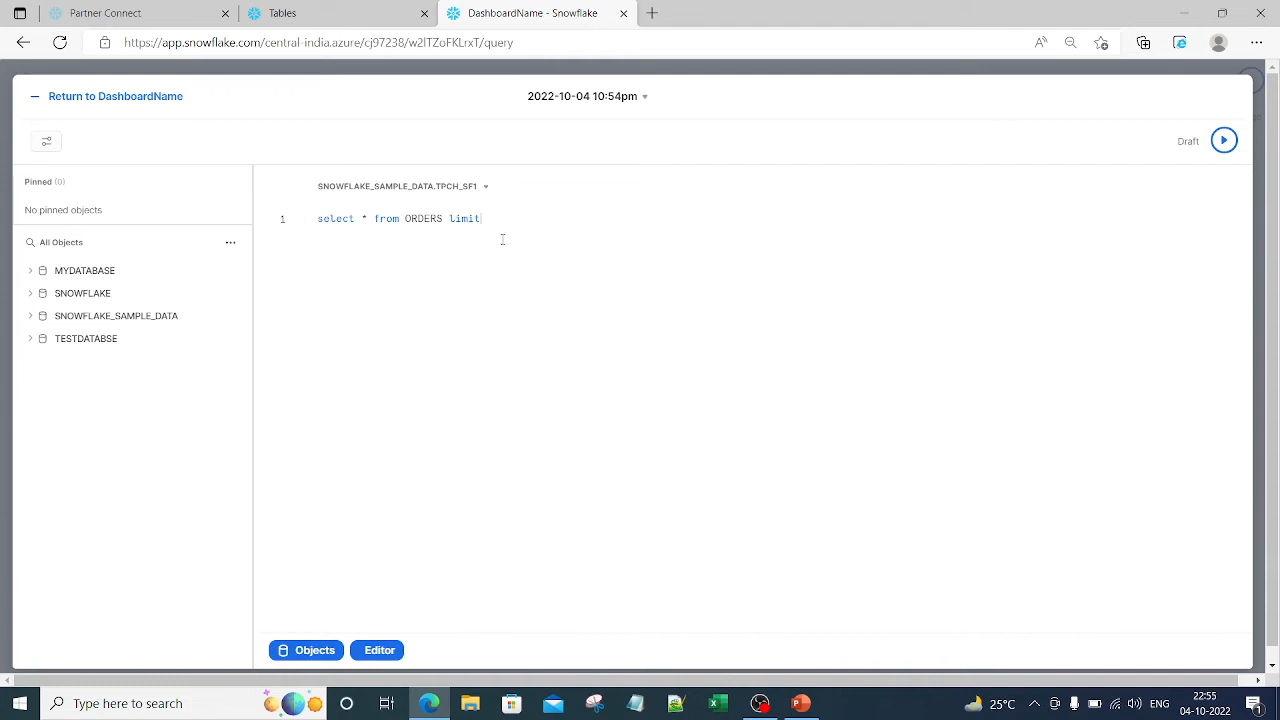 Partner Connect
Tables
DashboardName - Snowflake
https://app.snowflake.com/central-india.azure/cj97238/w2lTZoFKLrxT/query
Return to DashboardName
2022-10-04 10:54pm
Draft
Pinned (0)
No pinned objects
All Objects
MYDATABASE
SNOWFLAKE
SNOWFLAKE_SAMPLE_DATA
TESTDATABSE
SNOWFLAKE_SAMPLE_DATA.TPCH_SF1
1 select * from ORDERS limit
Objects
Editor
Type here to search
25°C
ENG
22:55
04-10-2022